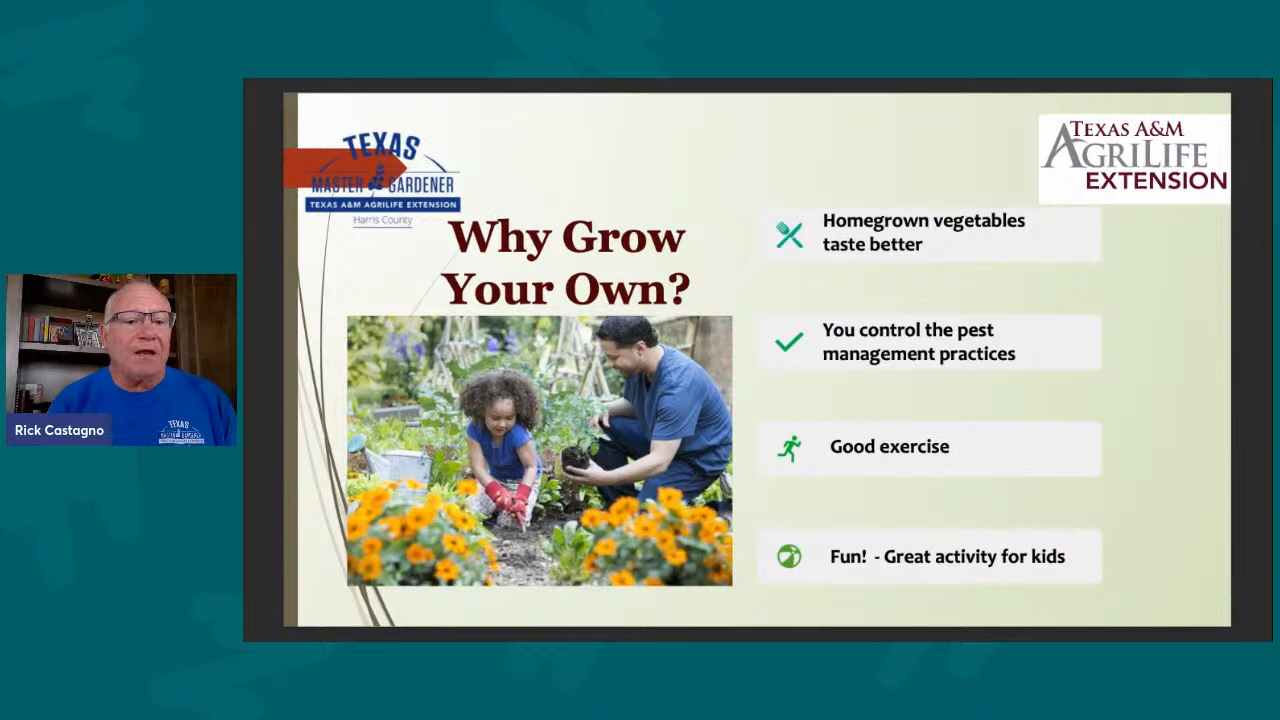 TEXAS
MASTER GARDENER
TEXAS A&M AGRILIFE EXTENSION
Harris County
TEXAS A&M
AGRILIFE
EXTENSION
Why Grow
Your Own?
Homegrown vegetables
taste better
You control the pest
management practices
Good exercise
Fun! - Great activity for kids
Rick Castagno
TEXAS